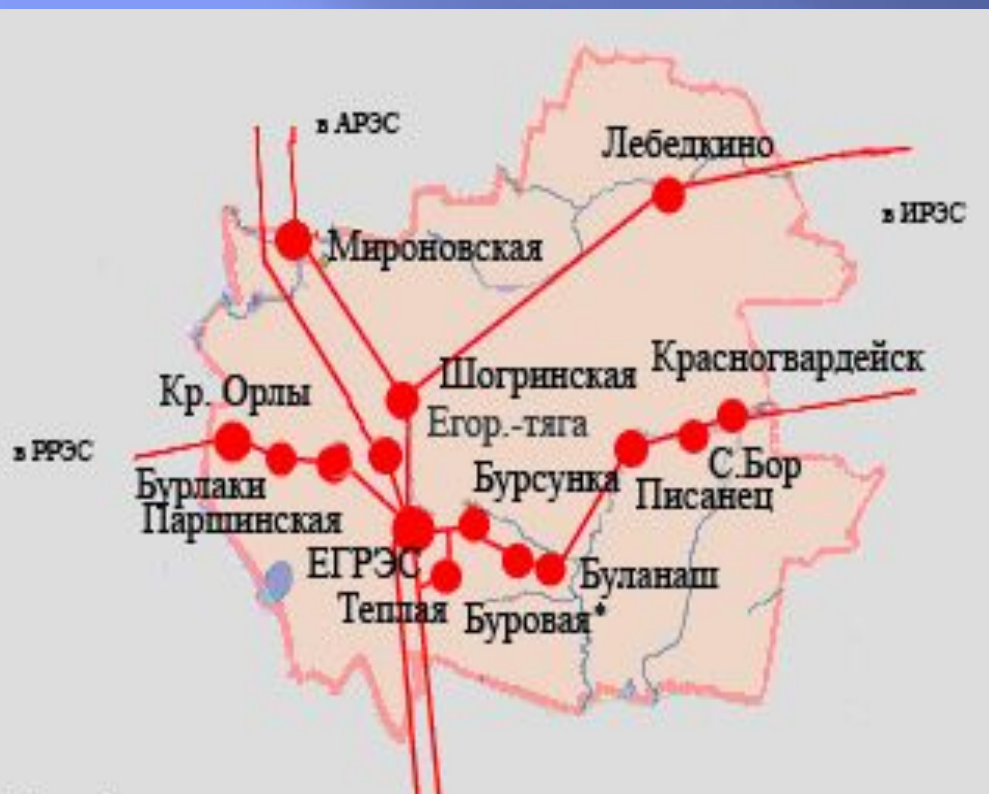 в АРЭС
Лебедкино
в ИРЭС
Мироновская
Шогринская
Красногвардейск
Кр. Орлы
Егор.-тяга
в РРЭС
Бурсунка
С.Бор
Бурлаки
Писанец
Паршинская
ЕГРЭС
Буланаш
Теплая
Буровая*